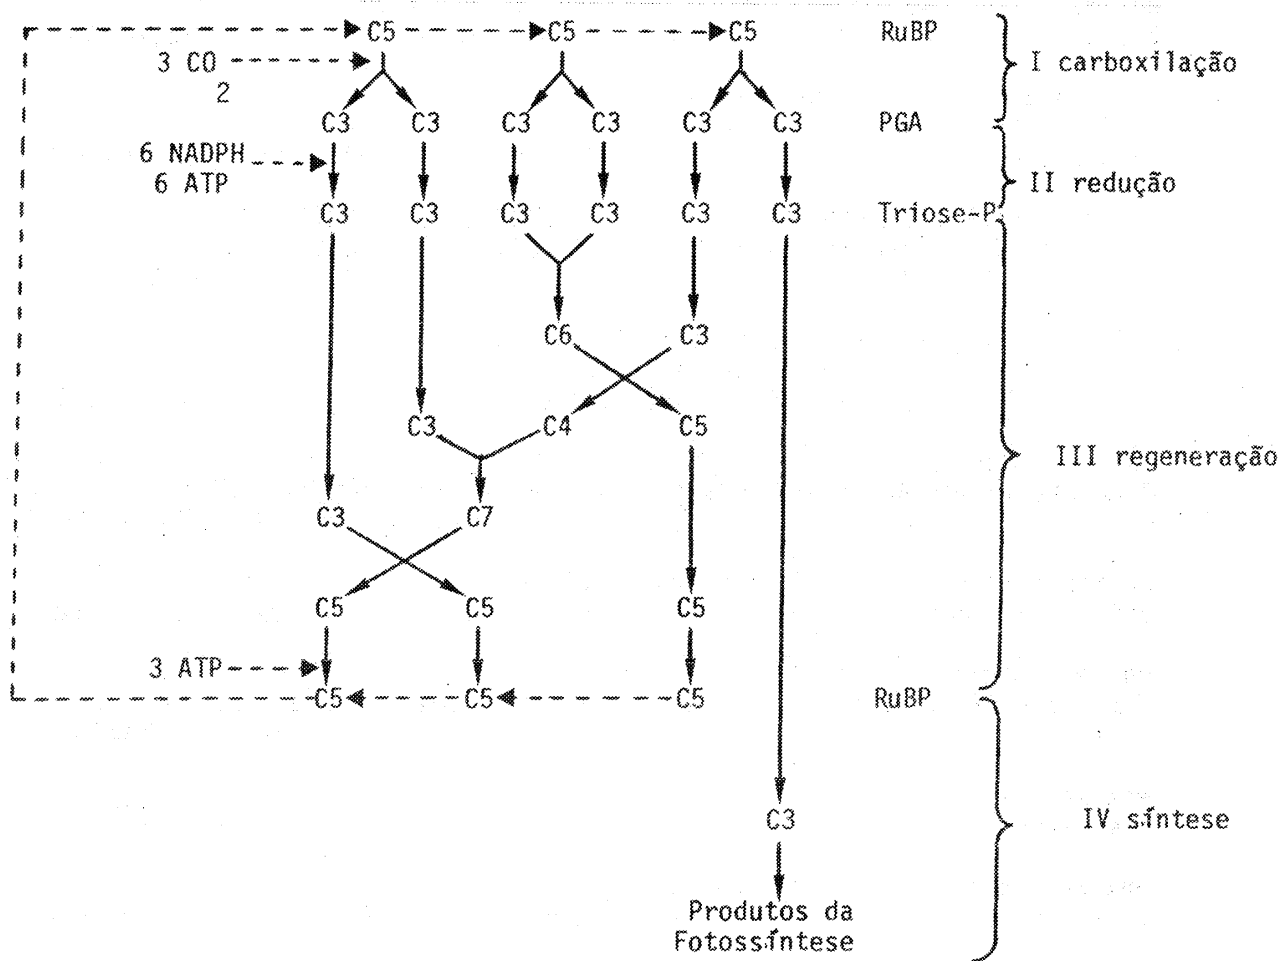 C5 C5 C5 RuBP
3 CO
2
I carboxilação
C3 C3 C3 C3 C3 C3 PGA
6 NADPH
6 ATP
II redução
C3 C3 C3 C3 C3 C3 Triose-P
C6 C3
C3 C4 C5
III regeneração
C3 C7
C5 C5 C5
3 ATP
C5 C5 C5 RuBP
C3
IV síntese
Produtos da
Fotossíntese